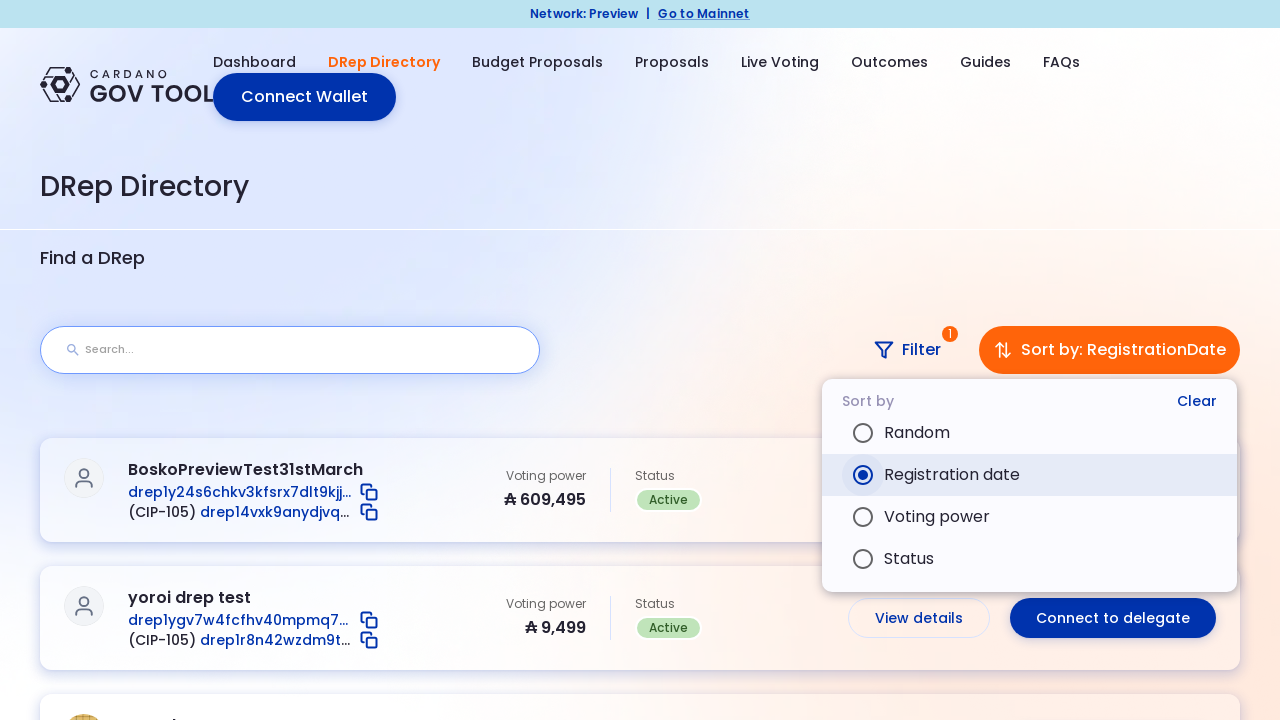 Network: Preview | Go to Mainnet
CARDANO
GOV TOOL
Dashboard DRep Directory Budget Proposals Proposals Live Voting Outcomes Guides FAQs
Connect Wallet
DRep Directory
Find a DRep
Search...
Filter
1
Sort by: RegistrationDate
Sort by
Clear
Random
Registration date
Voting power
Status
BoskoPreviewTest31stMarch
drep1y24s6chkv3kfsrx7dlt9kjj...
(CIP-105) drep14vxk9anydjvq...
Voting power
₳ 609,495
Status
Active
yoroi drep test
drep1ygv7w4fcfhv40mpmq7...
(CIP-105) drep1r8n42wzdm9t...
Voting power
₳ 9,499
Status
Active
View details
Connect to delegate